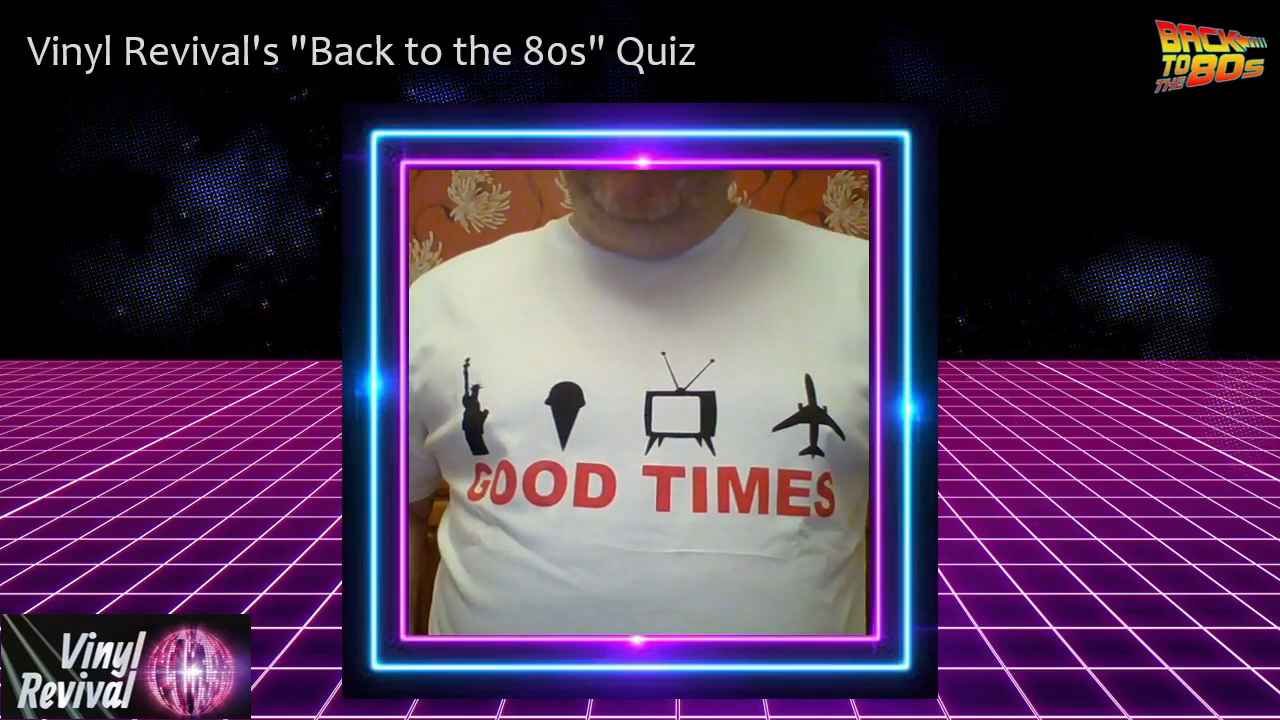 Vinyl Revival's "Back to the 80s" Quiz
BACK
TO
THE 80s
GOOD TIMES
Vinyl
Revival